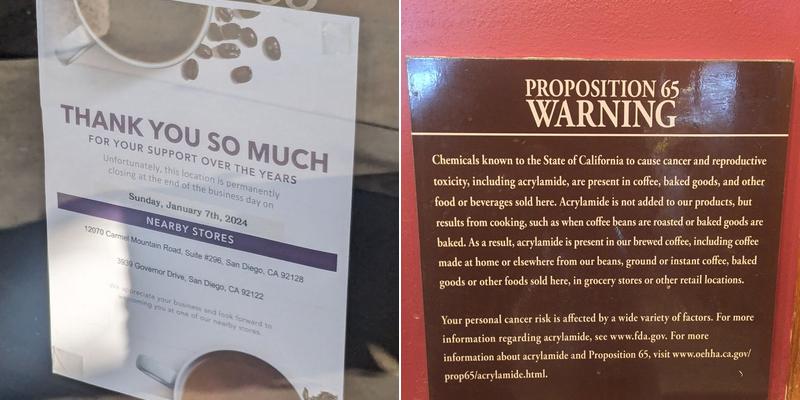 THANK YOU SO MUCH
FOR YOUR SUPPORT OVER THE YEARS
Unfortunately, this location is permanently
closing at the end of the business day on
Sunday, January 7th, 2024
NEARBY STORES
12070 Carmel Mountain Road, Suite #296, San Diego, CA 92128
3939 Governor Drive, San Diego, CA 92122
We appreciate your business and look forward to
welcoming you at one of our nearby stores.
PROPOSITION 65
WARNING
Chemicals known to the State of California to cause cancer and reproductive
toxicity, including acrylamide, are present in coffee, baked goods, and other
food or beverages sold here. Acrylamide is not added to our products, but
results from cooking, such as when coffee beans are roasted or baked goods are
baked. As a result, acrylamide is present in our brewed coffee, including coffee
made at home or elsewhere from our beans, ground or instant coffee, baked
goods or other foods sold here, in grocery stores or other retail locations.
Your personal cancer risk is affected by a wide variety of factors. For more
information regarding acrylamide, see www.fda.gov. For more
information about acrylamide and Proposition 65, visit www.oehha.ca.gov/
prop65/acrylamide.html.